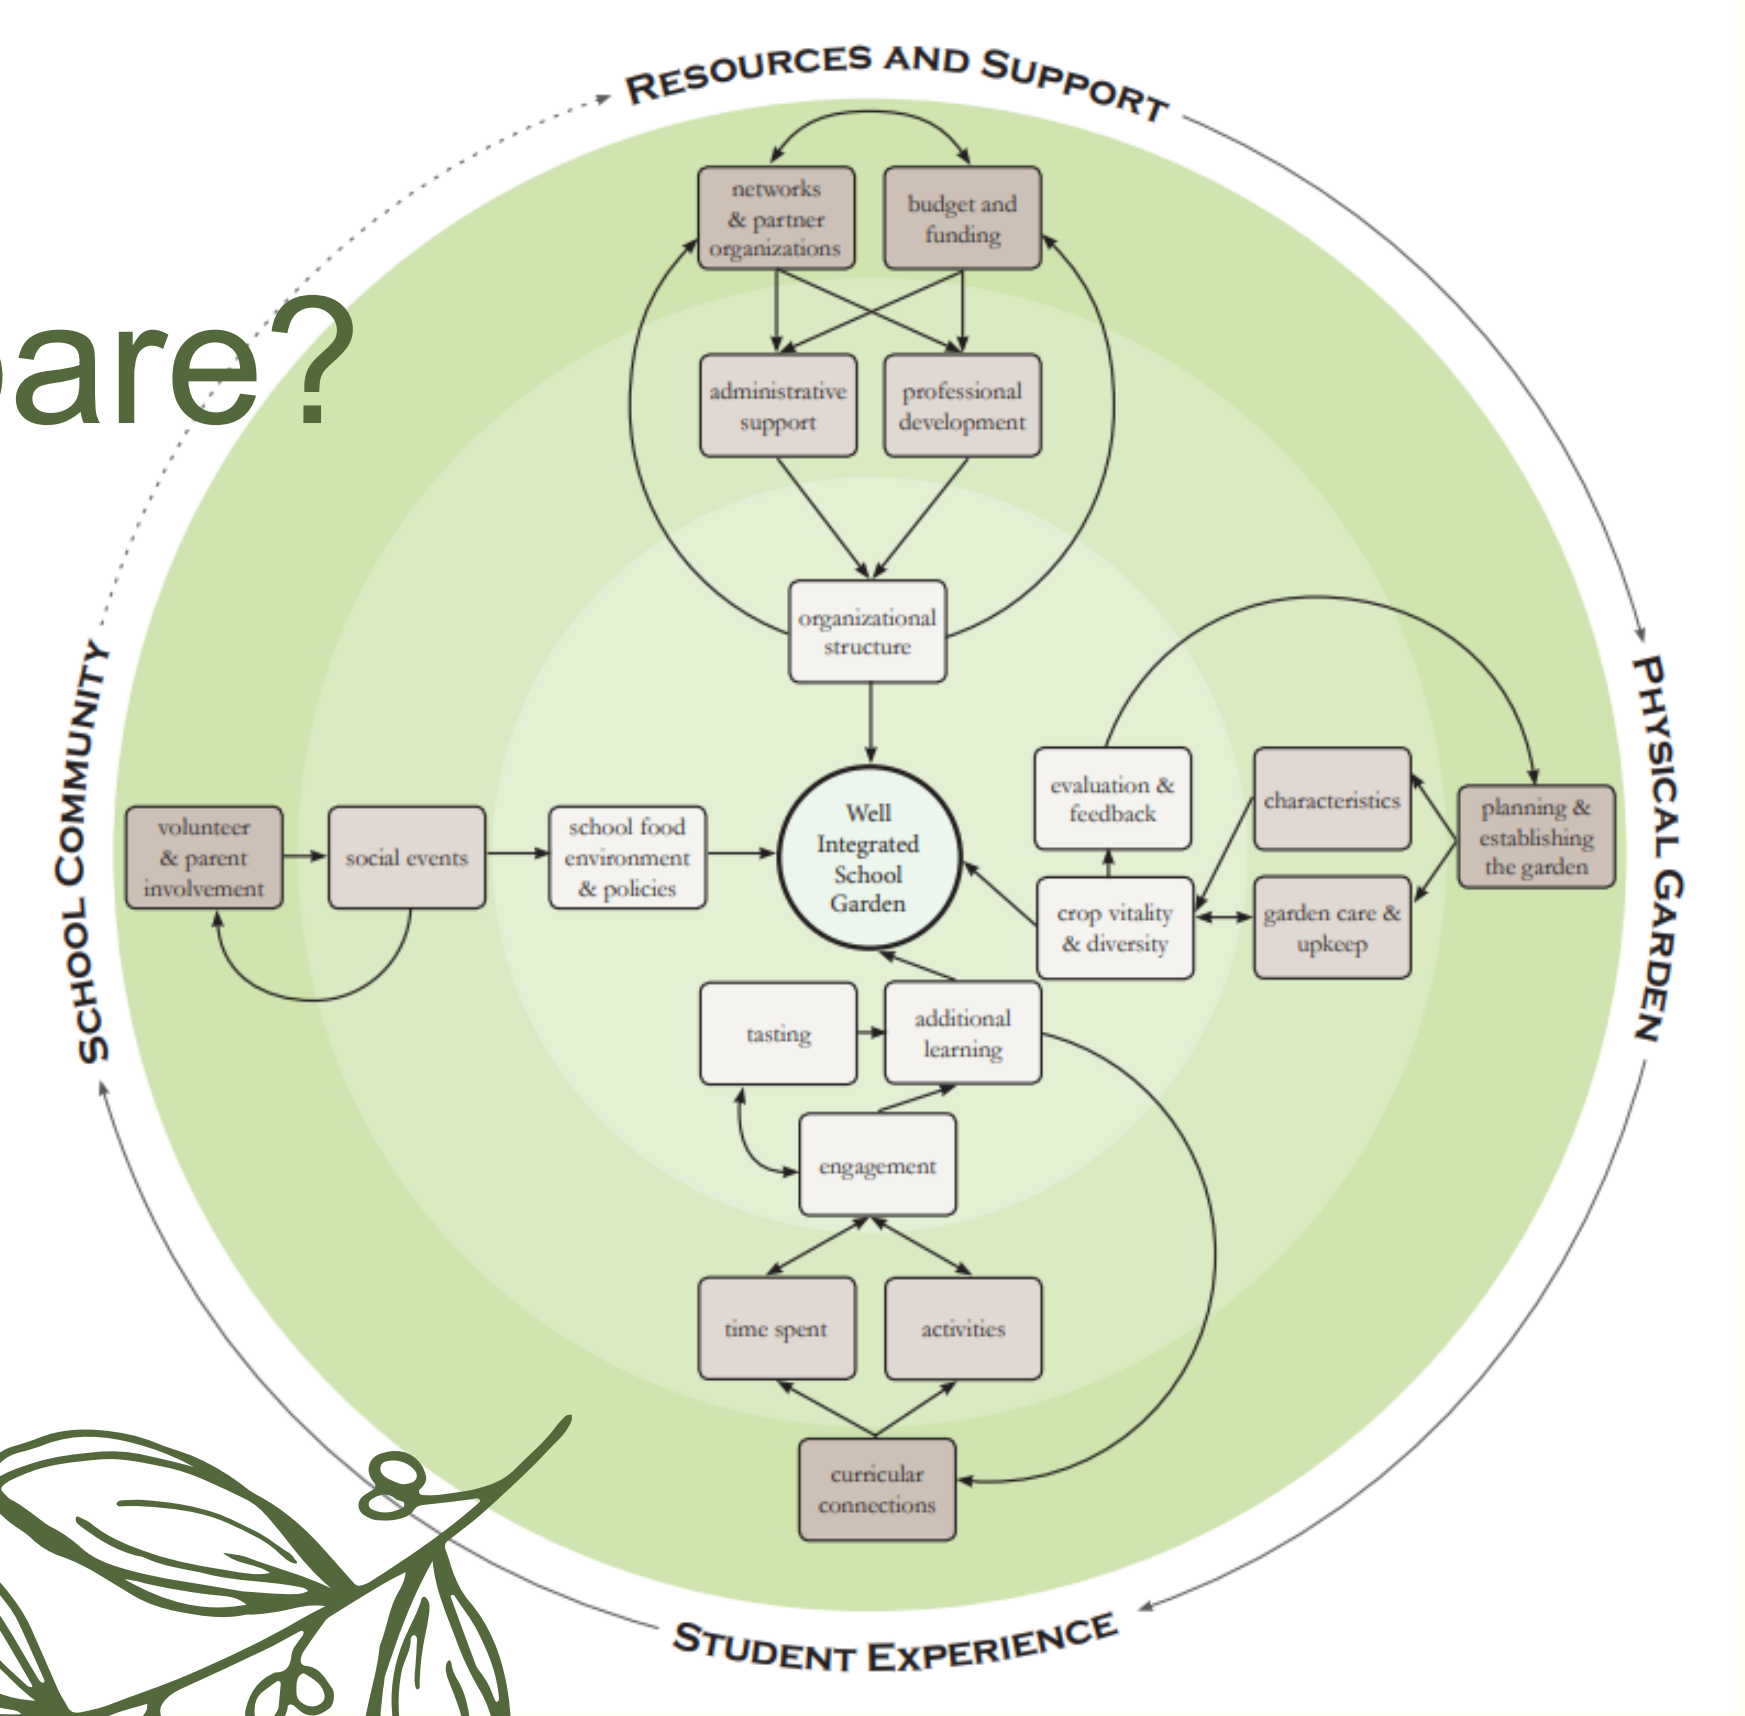 RESOURCES AND SUPPORT
networks
& partner
organizations
budget and
funding
are?
administrative
support
professional
development
organizational
structure
SCHOOL COMMUNITY
PHYSICAL GARDEN
volunteer
& parent
involvement
social events
school food
environment
& policies
Well
Integrated
School
Garden
evaluation &
feedback
characteristics
planning &
establishing
the garden
crop vitality
& diversity
garden care &
upkeep
tasting
additional
learning
engagement
time spent
activities
curricular
connections
STUDENT EXPERIENCE